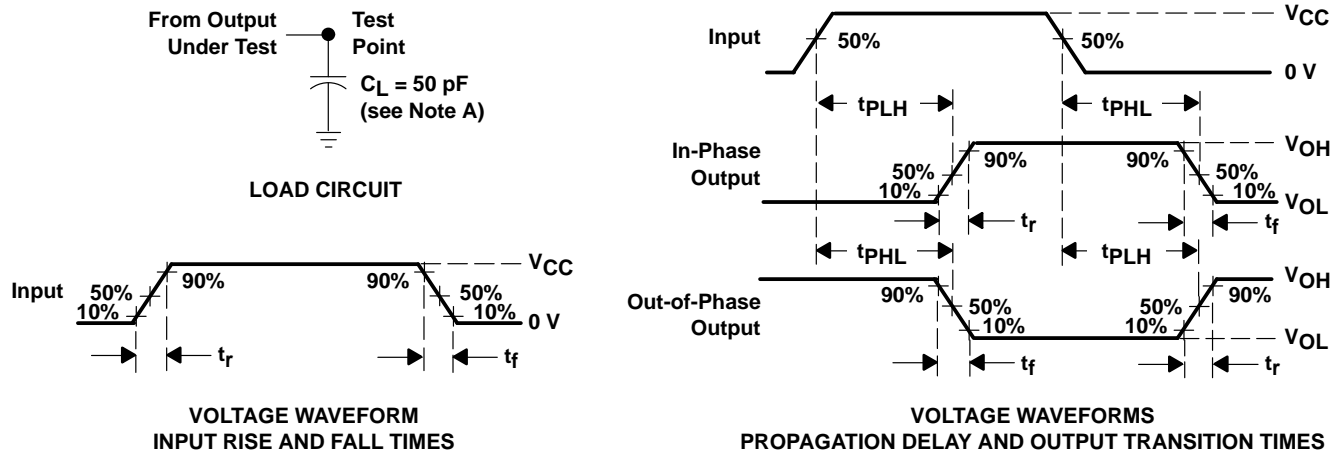 From Output
Under Test
Test
Point
CL = 50 pF
(see Note A)
LOAD CIRCUIT
Input
50%
10%
90%
90%
50%
10%
VCC
0 V
tr
tf
VOLTAGE WAVEFORM
INPUT RISE AND FALL TIMES
Input
50%
50%
VCC
0 V
tPLH
tPHL
In-Phase
Output
50%
10%
90%
90%
50%
10%
VOH
VOL
tr
tf
tPHL
tPLH
Out-of-Phase
Output
90%
50%
10%
50%
10%
90%
VOH
VOL
tf
tr
VOLTAGE WAVEFORMS
PROPAGATION DELAY AND OUTPUT TRANSITION TIMES